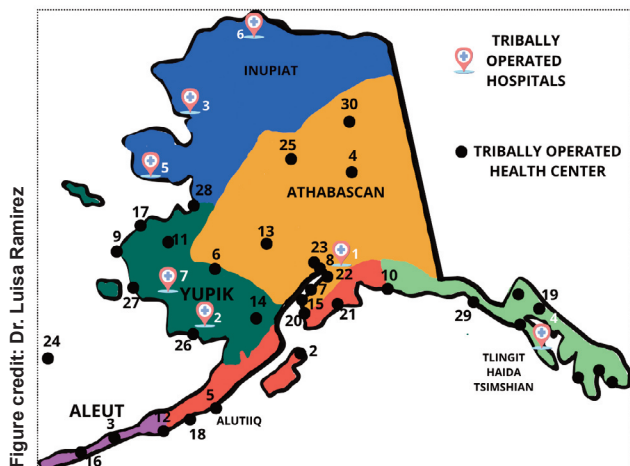 6
TRIBALLY
OPERATED
HOSPITALS
INUPIAT
3
30
25
4
TRIBALLY OPERATED
HEALTH CENTER
5
ATHABASCAN
28
17
9
11
13
6
23
8
1
22
7
YUPIK
27
7
15
10
2
14
20
21
29
19
4
26
24
2
TLINGIT
HAIDA
TSIMSHIAN
ALEUT
5
12
ALUTIIQ
3
18
16
Figure credit: Dr. Luisa Ramirez